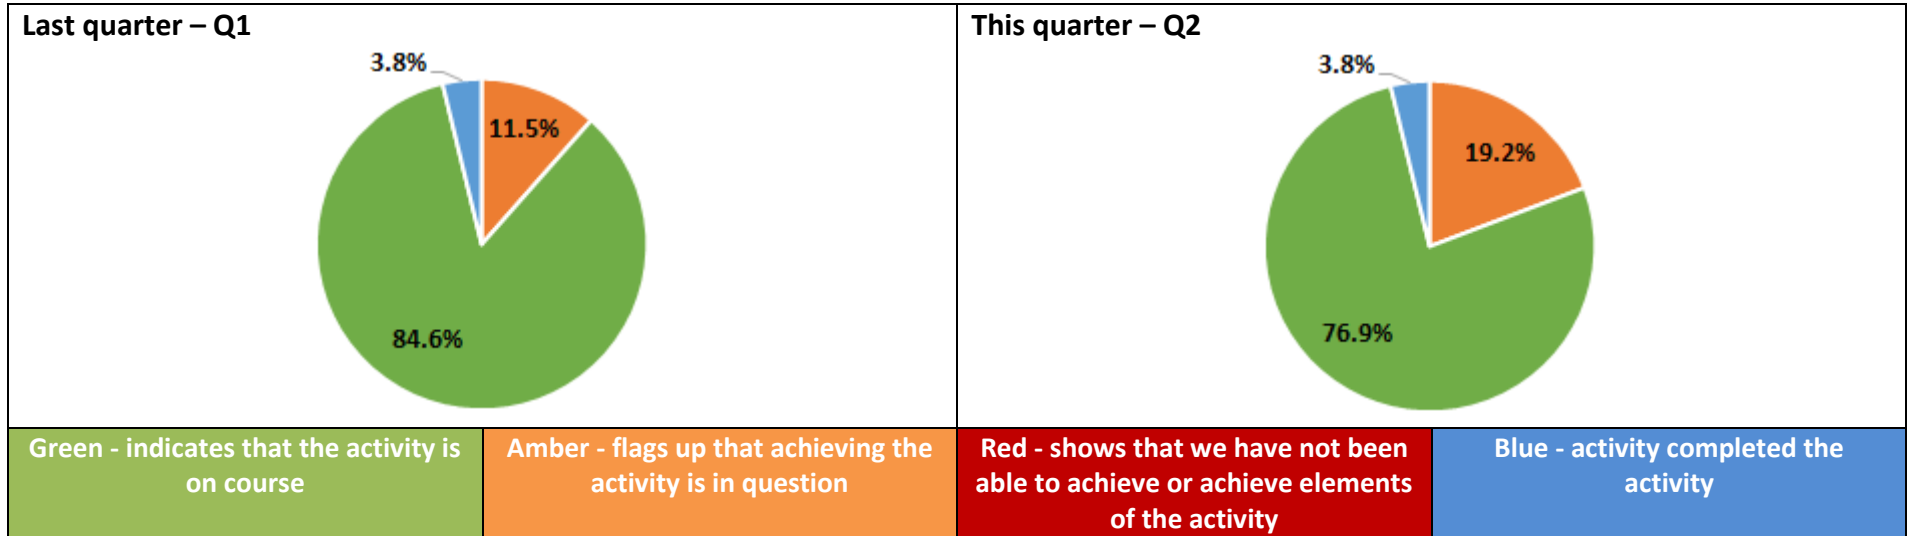 Last quarter – Q1
3.8%
11.5%
84.6%
This quarter – Q2
3.8%
19.2%
76.9%
Green - indicates that the activity is
on course
Amber - flags up that achieving the
activity is in question
Red - shows that we have not been
able to achieve or achieve elements
of the activity
Blue - activity completed the
activity